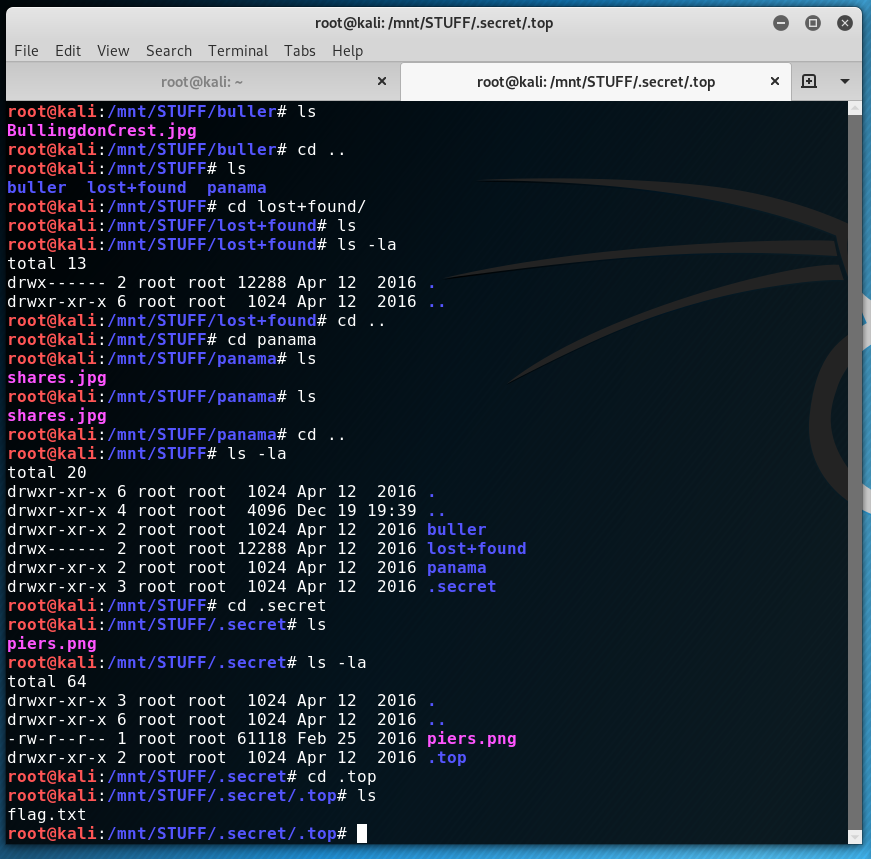 root@kali: /mnt/STUFF/.secret/.top
File Edit View Search Terminal Tabs Help
root@kali: ~ root@kali: /mnt/STUFF/.secret/.top
root@kali:/mnt/STUFF/buller# ls
BullingdonCrest.jpg
root@kali:/mnt/STUFF/buller# cd ..
root@kali:/mnt/STUFF# ls
buller  lost+found  panama
root@kali:/mnt/STUFF# cd lost+found/
root@kali:/mnt/STUFF/lost+found# ls
root@kali:/mnt/STUFF/lost+found# ls -la
total 13
drwx------ 2 root root 12288 Apr 12  2016 .
drwxr-xr-x 6 root root  1024 Apr 12  2016 ..
root@kali:/mnt/STUFF/lost+found# cd ..
root@kali:/mnt/STUFF# cd panama
root@kali:/mnt/STUFF/panama# ls
shares.jpg
root@kali:/mnt/STUFF/panama# ls
shares.jpg
root@kali:/mnt/STUFF/panama# cd ..
root@kali:/mnt/STUFF# ls -la
total 20
drwxr-xr-x 6 root root  1024 Apr 12  2016 .
drwxr-xr-x 4 root root  4096 Dec 19 19:39 ..
drwxr-xr-x 2 root root  1024 Apr 12  2016 buller
drwx------ 2 root root 12288 Apr 12  2016 lost+found
drwxr-xr-x 2 root root  1024 Apr 12  2016 panama
drwxr-xr-x 3 root root  1024 Apr 12  2016 .secret
root@kali:/mnt/STUFF# cd .secret
root@kali:/mnt/STUFF/.secret# ls
piers.png
root@kali:/mnt/STUFF/.secret# ls -la
total 64
drwxr-xr-x 3 root root  1024 Apr 12  2016 .
drwxr-xr-x 6 root root  1024 Apr 12  2016 ..
-rw-r--r-- 1 root root 61118 Feb 25  2016 piers.png
drwxr-xr-x 2 root root  1024 Apr 12  2016 .top
root@kali:/mnt/STUFF/.secret# cd .top
root@kali:/mnt/STUFF/.secret/.top# ls
flag.txt
root@kali:/mnt/STUFF/.secret/.top#